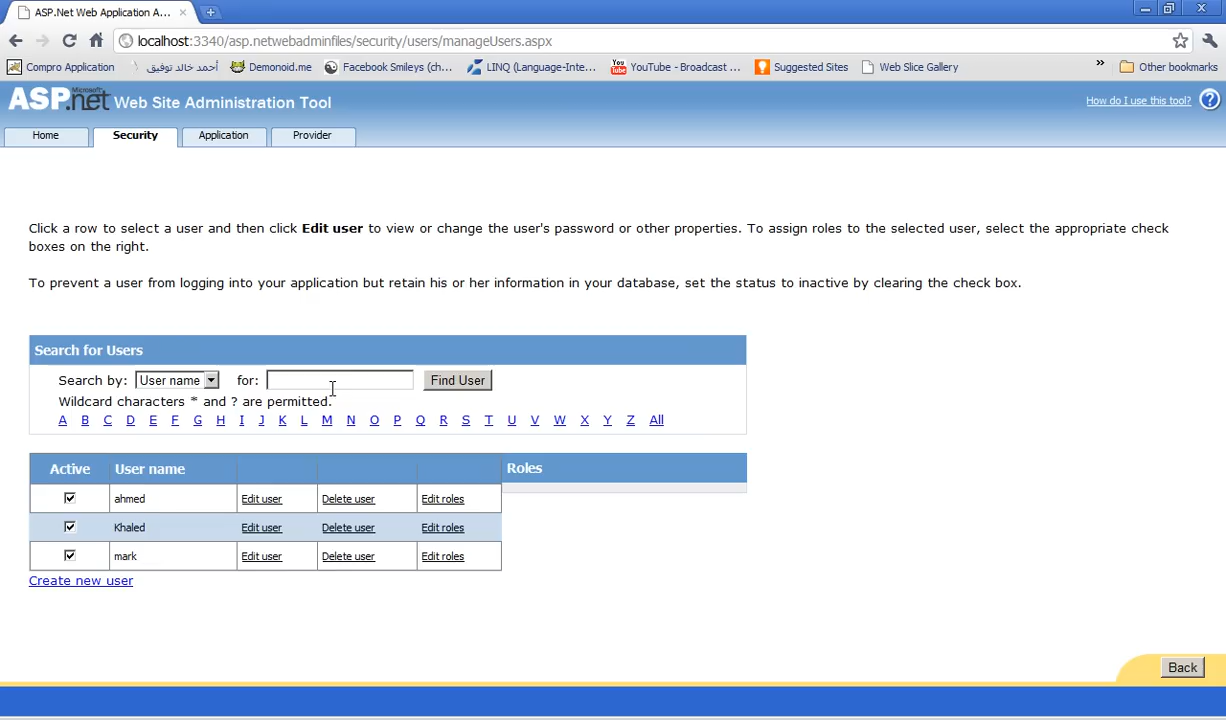 ASP.Net Web Application A...
localhost:3340/asp.netwebadminfiles/security/users/manageUsers.aspx
Compro Application
أحمد خالد توفيق
Demonoid.me
Facebook Smileys (ch...
LINQ (Language-Inte...
YouTube - Broadcast ...
Suggested Sites
Web Slice Gallery
»
Other bookmarks
Microsoft
ASP.net Web Site Administration Tool
How do I use this tool?
?
Home
Security
Application
Provider
Click a row to select a user and then click Edit user to view or change the user's password or other properties. To assign roles to the selected user, select the appropriate check
boxes on the right.
To prevent a user from logging into your application but retain his or her information in your database, set the status to inactive by clearing the check box.
Search for Users
Search by: User name for: Find User
Wildcard characters * and ? are permitted.
A B C D E F G H I J K L M N O P Q R S T U V W X Y Z All
Active User name Roles
ahmed Edit user Delete user Edit roles
Khaled Edit user Delete user Edit roles
mark Edit user Delete user Edit roles
Create new user
Back